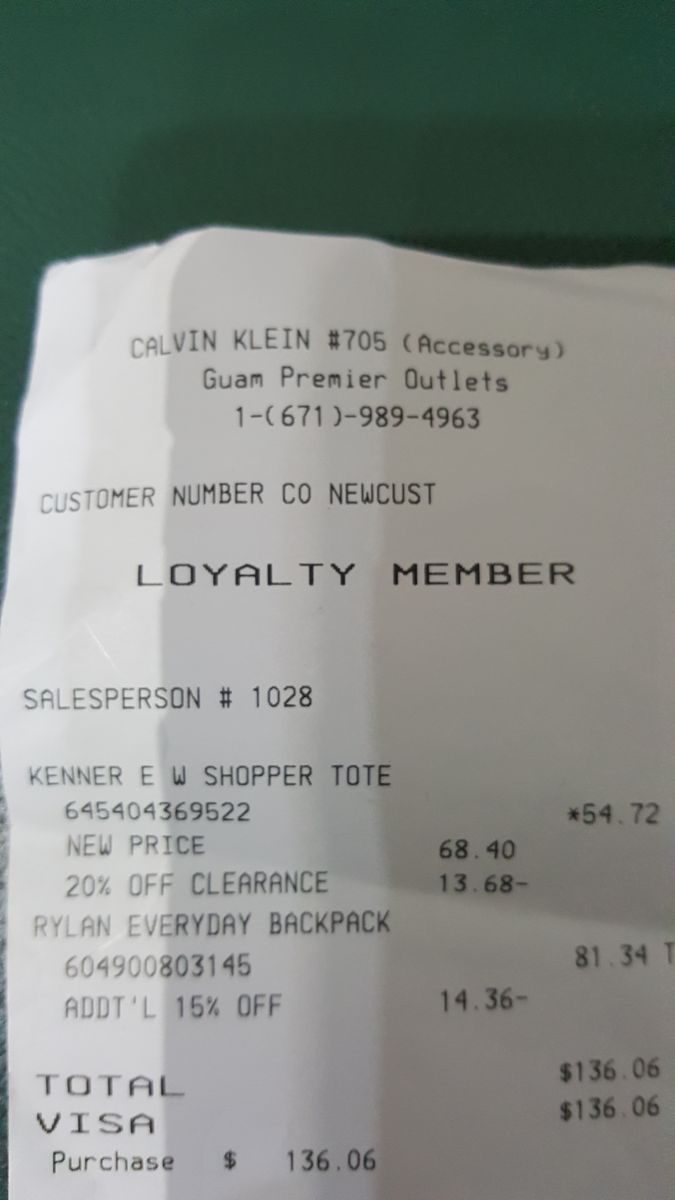 CALVIN KLEIN #705 (Accessory)
Guam Premier Outlets
1-(671)-989-4963
CUSTOMER NUMBER CO NEWCUST
LOYALTY MEMBER
SALESPERSON # 1028
KENNER E W SHOPPER TOTE
645404369522 *54.72
NEW PRICE 68.40
20% OFF CLEARANCE 13.68-
RYLAN EVERYDAY BACKPACK
604900803145 81.34 T
ADDT'L 15% OFF 14.36-
TOTAL $136.06
VISA $136.06
Purchase $ 136.06